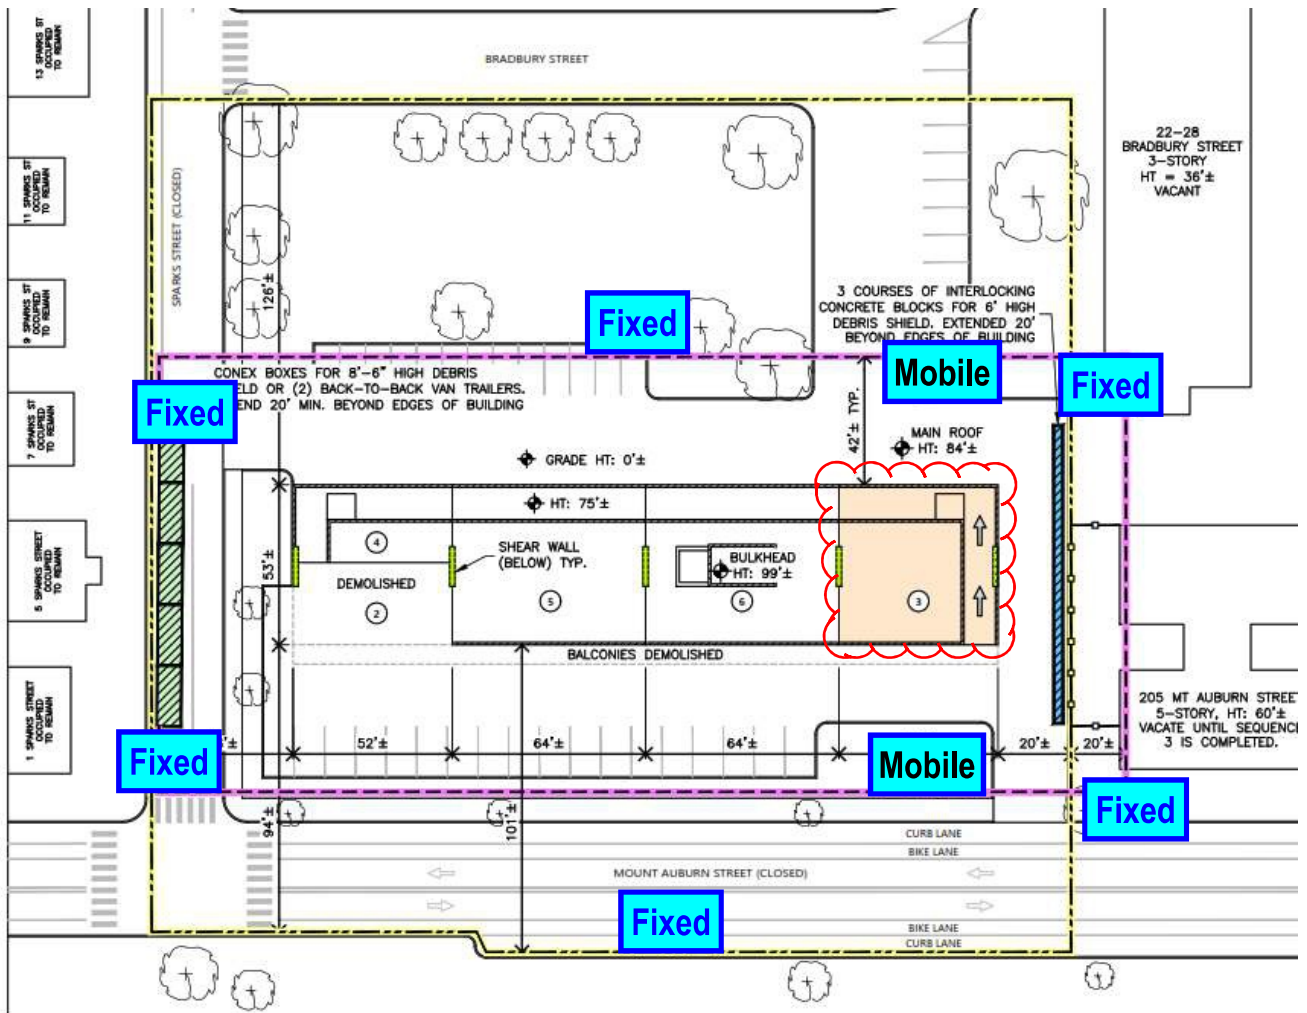 13 SPARKS ST
OCCUPIED
TO REMAIN
BRADBURY STREET
22-28
BRADBURY STREET
3-STORY
HT = 36'±
VACANT
11 SPARKS ST
OCCUPIED
TO REMAIN
SPARKS STREET (CLOSED)
126'±
9 SPARKS ST
OCCUPIED
TO REMAIN
3 COURSES OF INTERLOCKING
CONCRETE BLOCKS FOR 6' HIGH
DEBRIS SHIELD. EXTENDED 20'
BEYOND EDGES OF BUILDING
Fixed
Mobile
Fixed
CONEX BOXES FOR 8'-6" HIGH DEBRIS
ELD OR (2) BACK-TO-BACK VAN TRAILERS.
END 20' MIN. BEYOND EDGES OF BUILDING
Fixed
7 SPARKS ST
OCCUPIED
TO REMAIN
42'± TYP.
MAIN ROOF
HT: 84'±
GRADE HT: 0'±
HT: 75'±
4
SHEAR WALL
(BELOW) TYP.
BULKHEAD
HT: 99'±
53'±
DEMOLISHED
2
5
6
3
5 SPARKS STREET
OCCUPIED
TO REMAIN
BALCONIES DEMOLISHED
1 SPARKS STREET
OCCUPIED
TO REMAIN
205 MT AUBURN STREET
5-STORY, HT: 60'±
VACATE UNTIL SEQUENCE
3 IS COMPLETED.
Fixed
'±
52'±
64'±
64'±
20'±
20'±
Mobile
Fixed
94'±
101'±
CURB LANE
BIKE LANE
MOUNT AUBURN STREET (CLOSED)
Fixed
BIKE LANE
CURB LANE